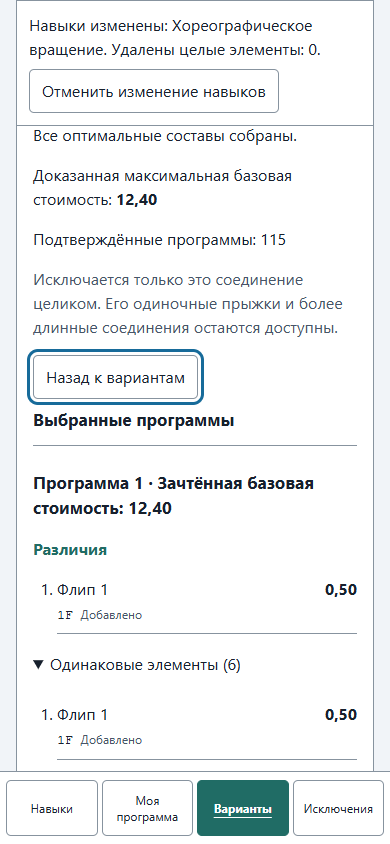 Навыки изменены: Хореографическое
вращение. Удалены целые элементы: 0.
Отменить изменение навыков
Все оптимальные составы собраны.
Доказанная максимальная базовая
стоимость: 12,40
Подтверждённые программы: 115
Исключается только это соединение
целиком. Его одиночные прыжки и более
длинные соединения остаются доступны.
Назад к вариантам
Выбранные программы
Программа 1 · Зачтённая базовая
стоимость: 12,40
Различия
1. Флип 1 0,50
1F Добавлено
▼ Одинаковые элементы (6)
1. Флип 1 0,50
1F Добавлено
Навыки
Моя
программа
Варианты
Исключения